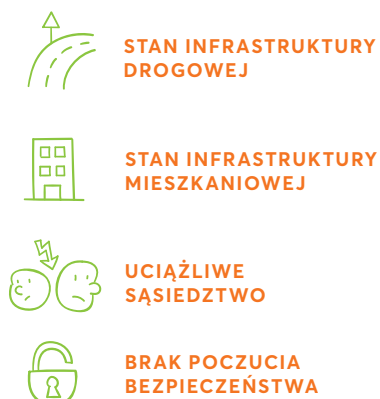 STAN INFRASTRUKTURY
DROGOWEJ
STAN INFRASTRUKTURY
MIESZKANIOWEJ
UCIĄŻLIWE
SĄSIEDZTWO
BRAK POCZUCIA
BEZPIECZEŃSTWA